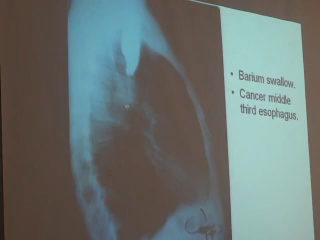 • Barium swallow.
• Cancer middle
third esophagus.